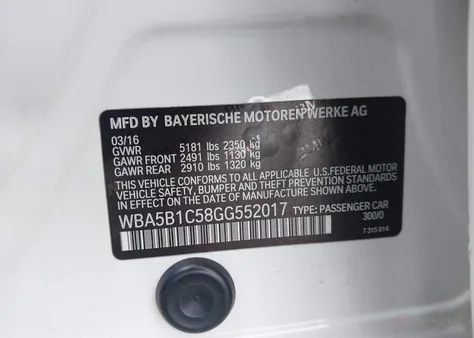 MFD BY BAYERISCHE MOTOREN WERKE AG
03/16
GVWR 5181 lbs 2350 kg
GAWR FRONT 2491 lbs 1130 kg
GAWR REAR 2910 lbs 1320 kg
THIS VEHICLE CONFORMS TO ALL APPLICABLE U.S.FEDERAL MOTOR
VEHICLE SAFETY, BUMPER, AND THEFT PREVENTION STANDARDS
IN EFFECT ON THE DATE OF MANUFACTURE SHOWN ABOVE.
WBA5B1C58GG552017 TYPE: PASSENGER CAR
300/0
7 315 814